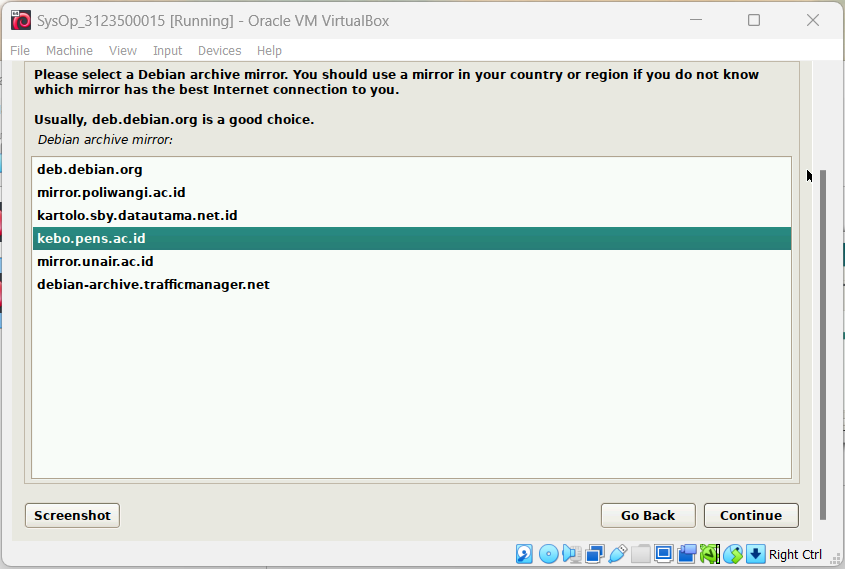 SysOp_3123500015 [Running] - Oracle VM VirtualBox
File Machine View Input Devices Help
Please select a Debian archive mirror. You should use a mirror in your country or region if you do not know
which mirror has the best Internet connection to you.
Usually, deb.debian.org is a good choice.
Debian archive mirror:
deb.debian.org
mirror.poliwangi.ac.id
kartolo.sby.datautama.net.id
kebo.pens.ac.id
mirror.unair.ac.id
debian-archive.trafficmanager.net
Screenshot Go Back Continue
Right Ctrl